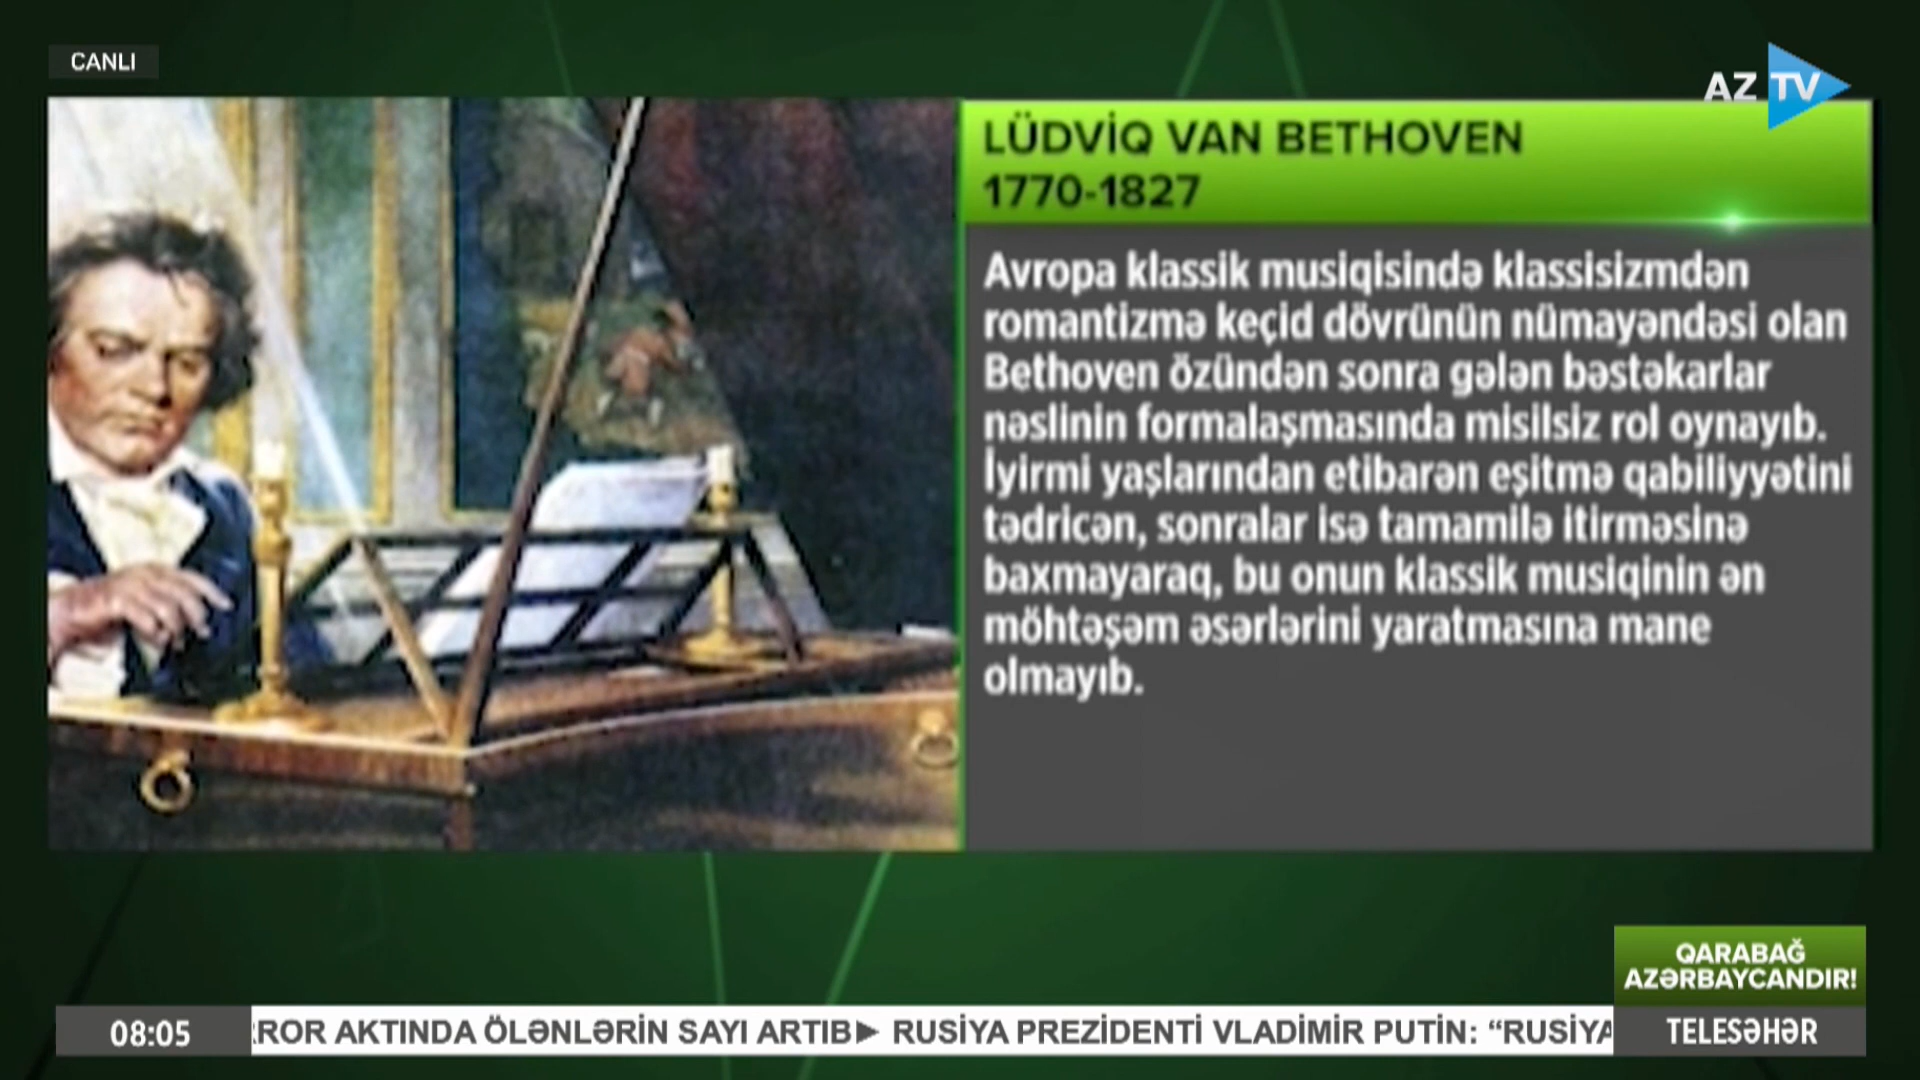 CANLI
AZ TV
LÜDVİQ VAN BETHOVEN
1770-1827
Avropa klassik musiqisində klassisizmdən
romantizmə keçid dövrünün nümayəndəsi olan
Bethoven özündən sonra gələn bəstəkarlar
nəslinin formalaşmasında misilsiz rol oynayıb.
İyirmi yaşlarından etibarən eşitmə qabiliyyətini
tədricən, sonralar isə tamamilə itirməsinə
baxmayaraq, bu onun klassik musiqinin ən
möhtəşəm əsərlərini yaratmasına mane
olmayıb.
QARABAĞ
AZƏRBAYCANDIR!
08:05
RROR AKTINDA ÖLƏNLƏRİN SAYI ARTIB► RUSİYA PREZİDENTİ VLADİMİR PUTİN: “RUSİYA
TELESƏHƏR